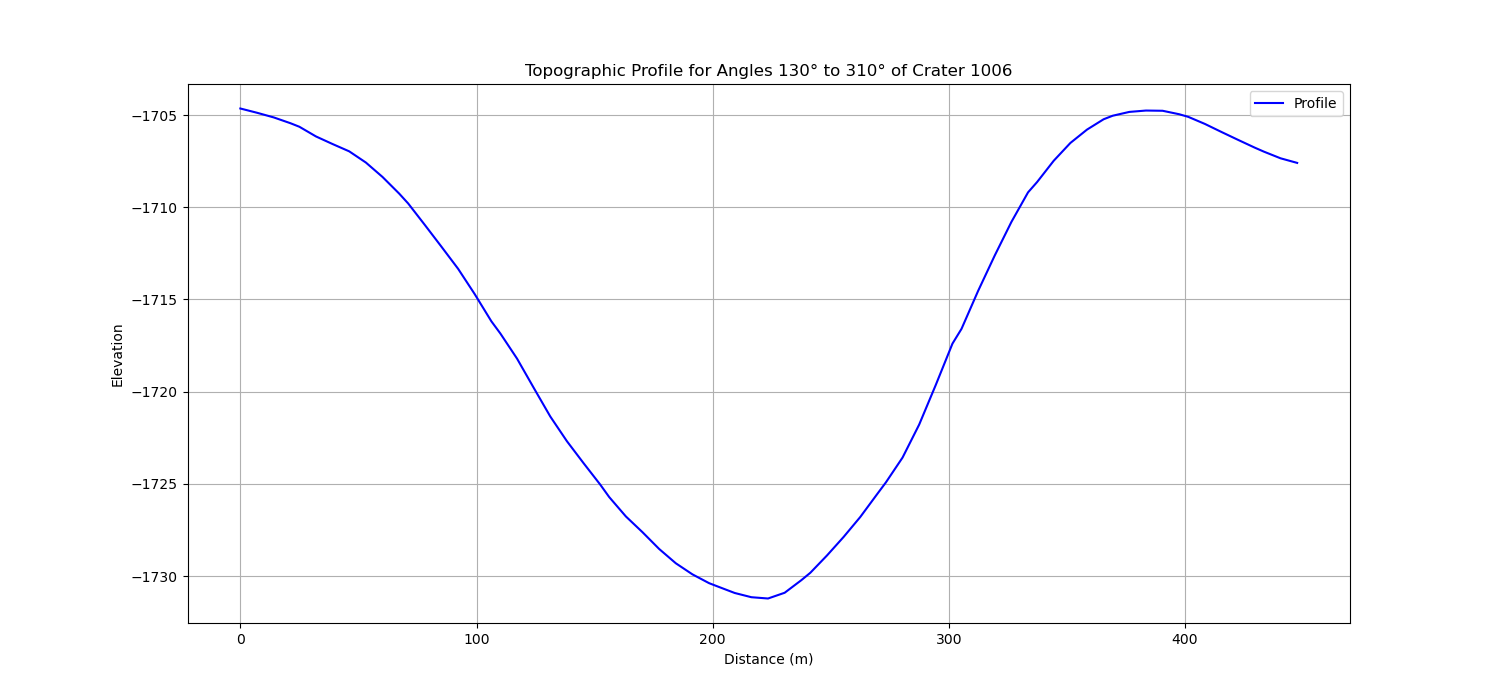 Topographic Profile for Angles 130° to 310° of Crater 1006
Profile
−1705
−1710
−1715
−1720
−1725
−1730
Elevation
0 100 200 300 400
Distance (m)